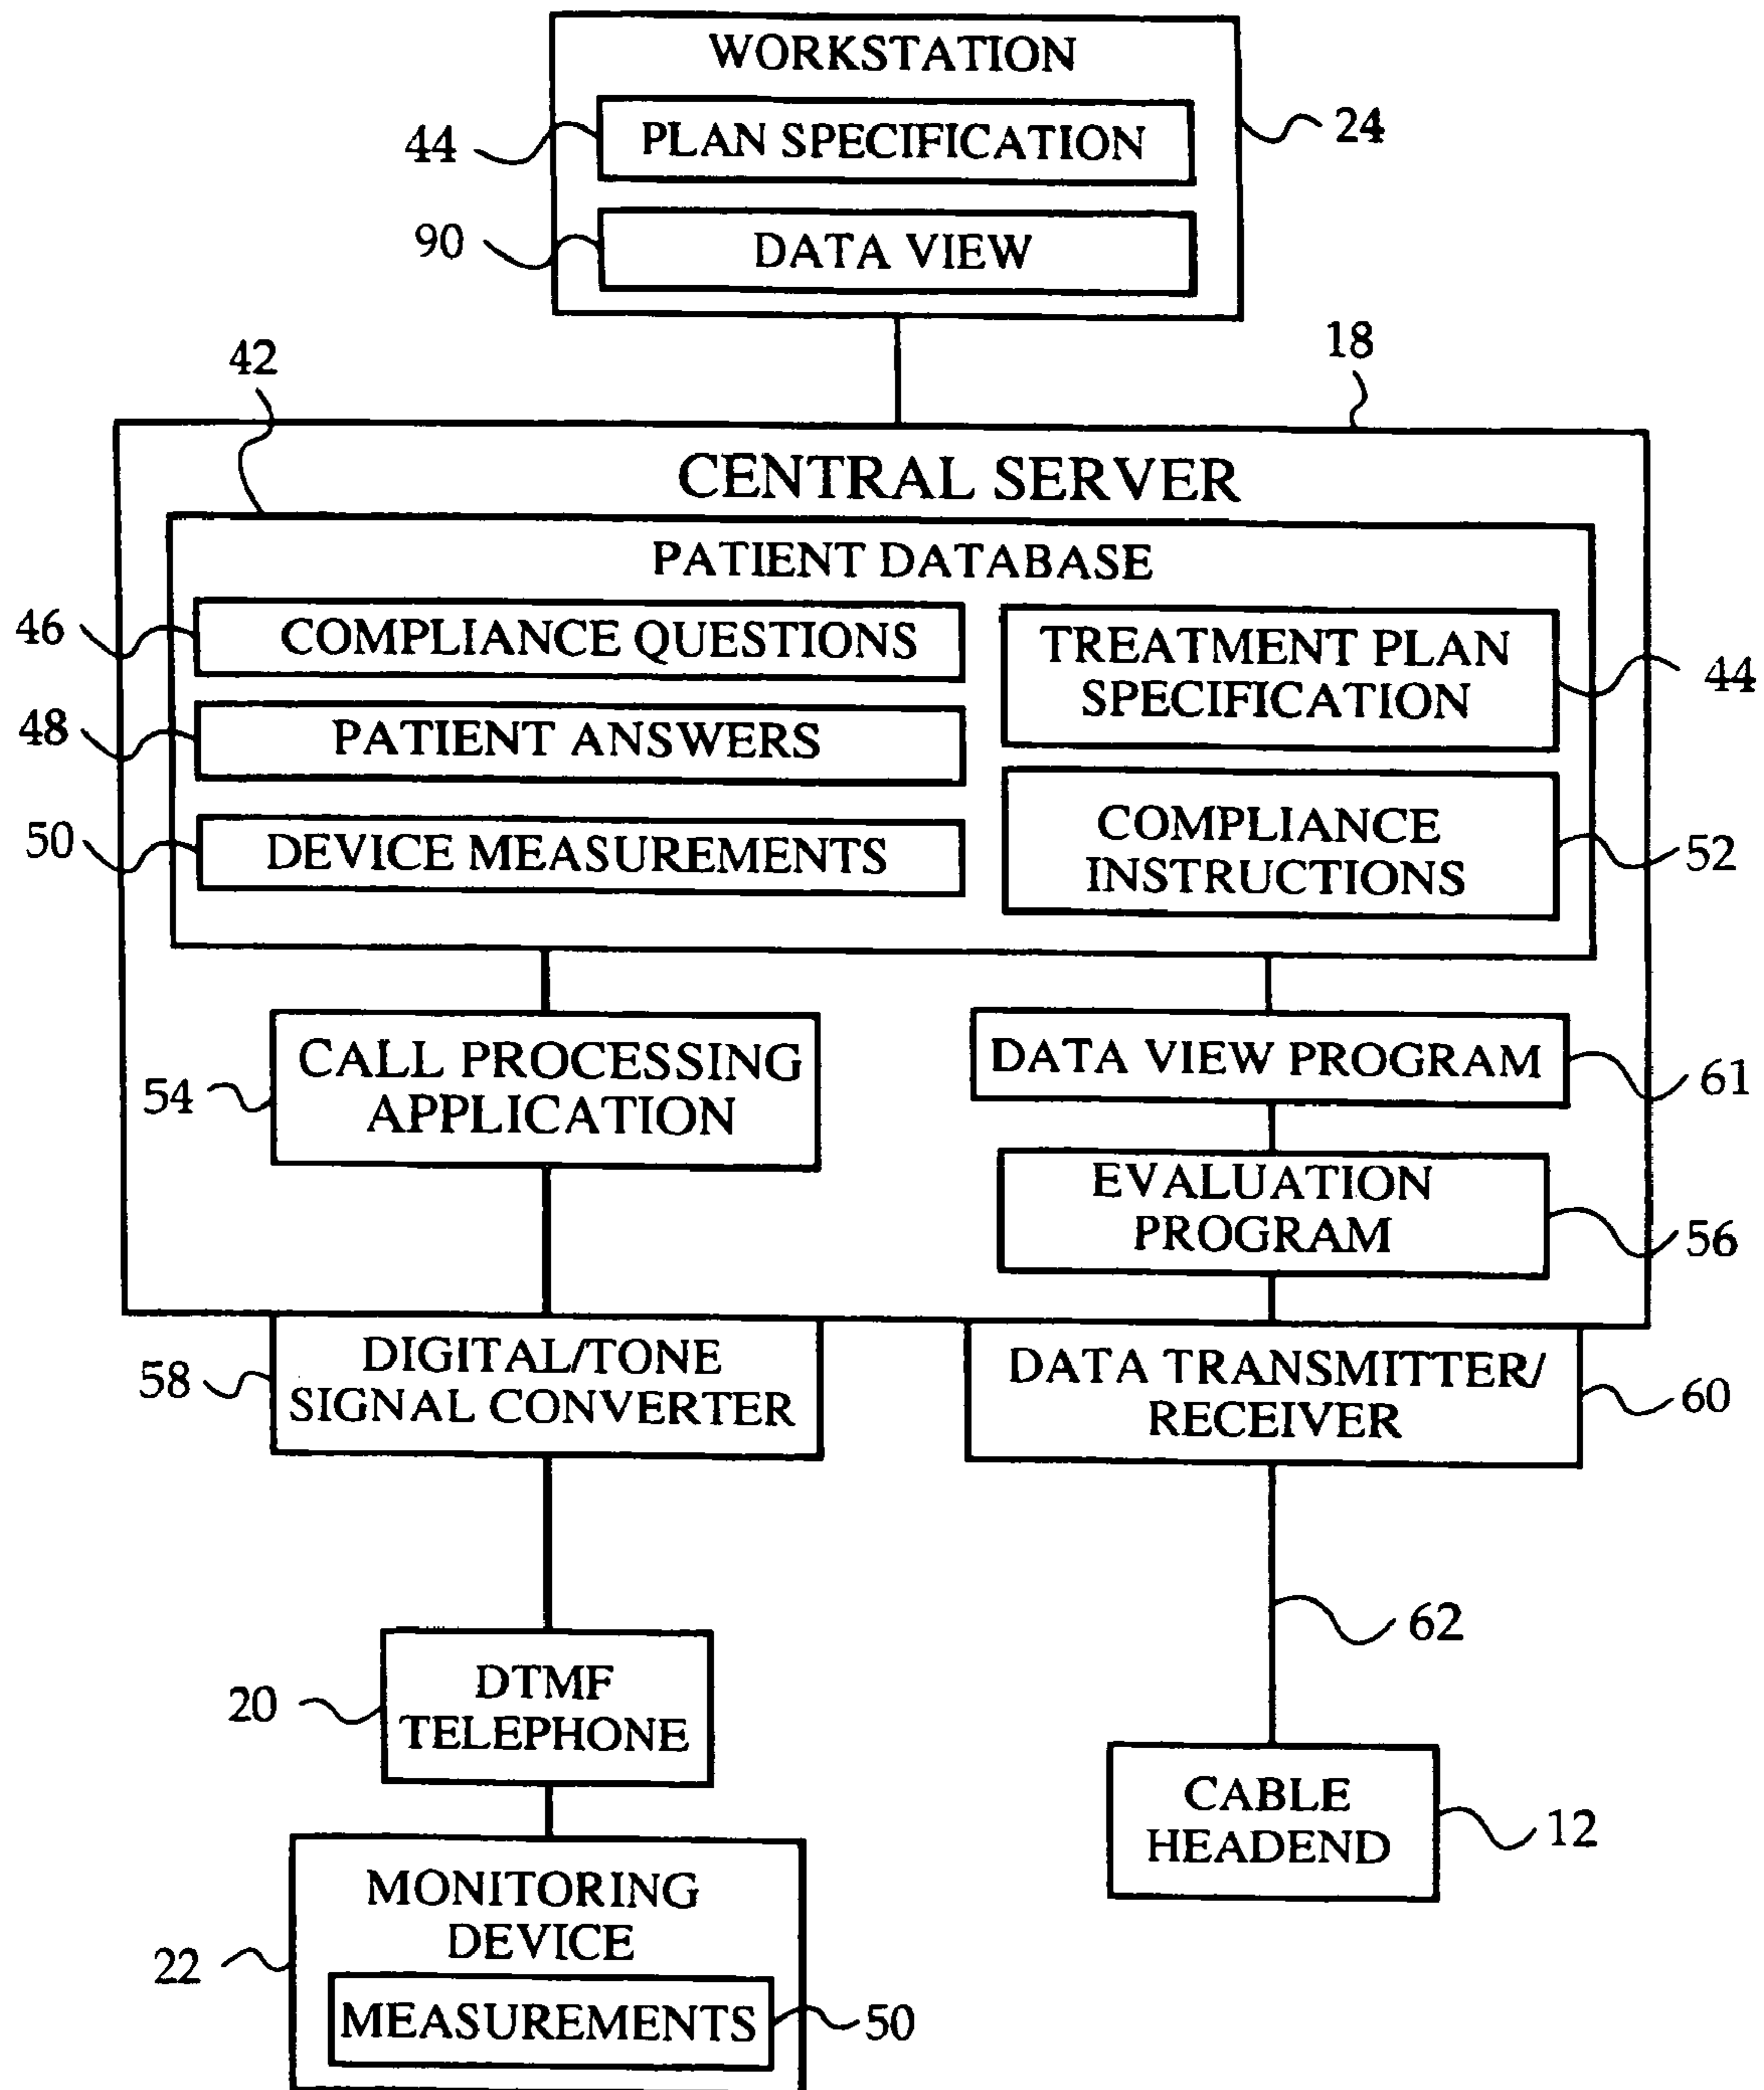 WORKSTATION
44
PLAN SPECIFICATION
24
90
DATA VIEW
42
18
CENTRAL SERVER
PATIENT DATABASE
46
COMPLIANCE QUESTIONS
TREATMENT PLAN
SPECIFICATION
44
48
PATIENT ANSWERS
50
DEVICE MEASUREMENTS
COMPLIANCE
INSTRUCTIONS
52
54
CALL PROCESSING
APPLICATION
DATA VIEW PROGRAM
61
EVALUATION
PROGRAM
56
58
DIGITAL/TONE
SIGNAL CONVERTER
DATA TRANSMITTER/
RECEIVER
60
62
20
DTMF
TELEPHONE
CABLE
HEADEND
12
22
MONITORING
DEVICE
MEASUREMENTS
50